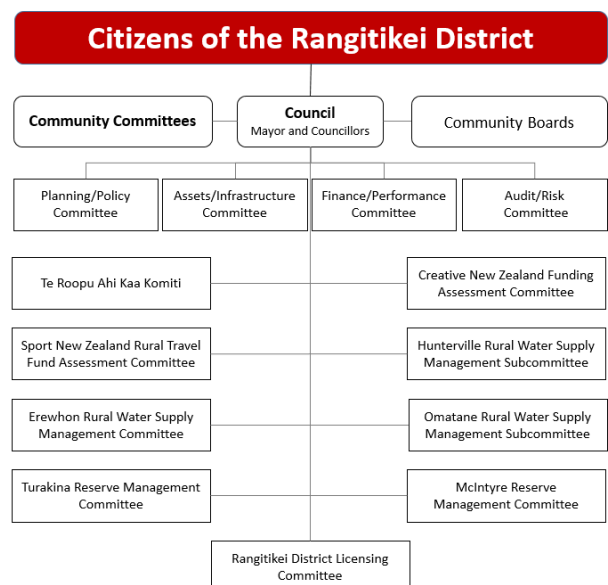 Citizens of the Rangitikei District
Community Committees
Council
Mayor and Councillors
Community Boards
Planning/Policy
Committee
Assets/Infrastructure
Committee
Finance/Performance
Committee
Audit/Risk
Committee
Te Roopu Ahi Kaa Komiti
Creative New Zealand Funding
Assessment Committee
Sport New Zealand Rural Travel
Fund Assessment Committee
Hunterville Rural Water Supply
Management Subcommittee
Erewhon Rural Water Supply
Management Committee
Omatane Rural Water Supply
Management Subcommittee
Turakina Reserve Management
Committee
McIntyre Reserve
Management Committee
Rangitikei District Licensing
Committee